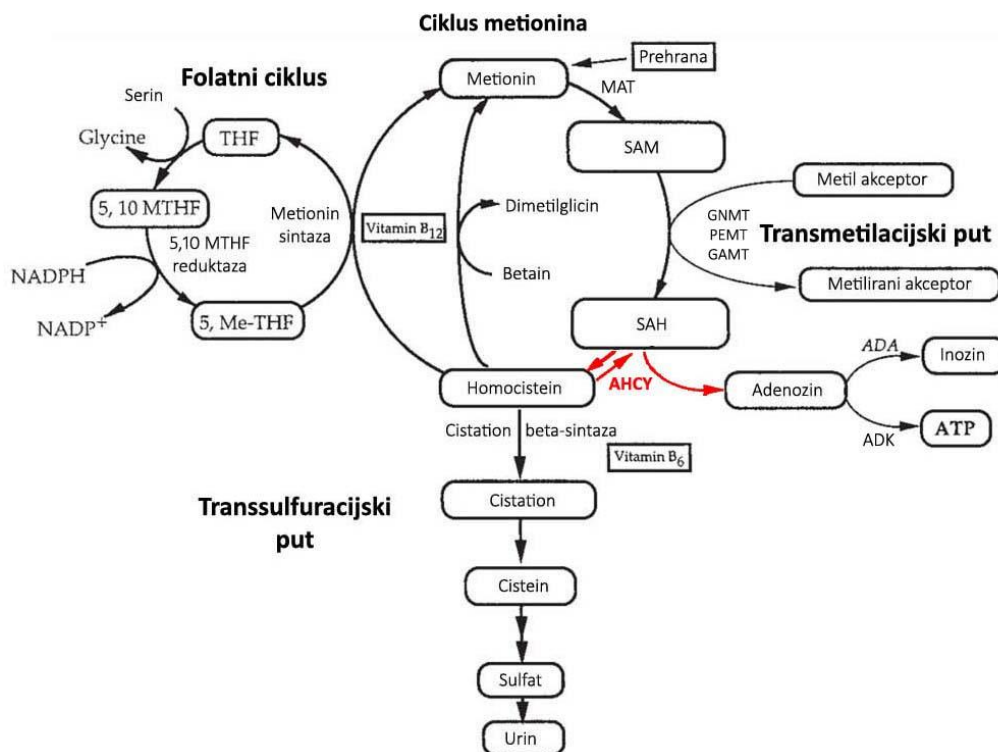 Ciklus metionina
Folatni ciklus
Metionin
Prehrana
MAT
Serin
Glycine
THF
SAM
5, 10 MTHF
Metionin
sintaza
Vitamin B12
Dimetilglicin
Metil akceptor
GNMT
PEMT
GAMT
Transmetilacijski put
5,10 MTHF
reduktaza
NADPH
NADP+
Betain
Metilirani akceptor
5, Me-THF
SAH
AHCY
Homocistein
Adenozin
ADA
Inozin
ADK
ATP
Cistation beta-sintaza
Vitamin B6
Transsulfuracijski
put
Cistation
Cistein
Sulfat
Urin